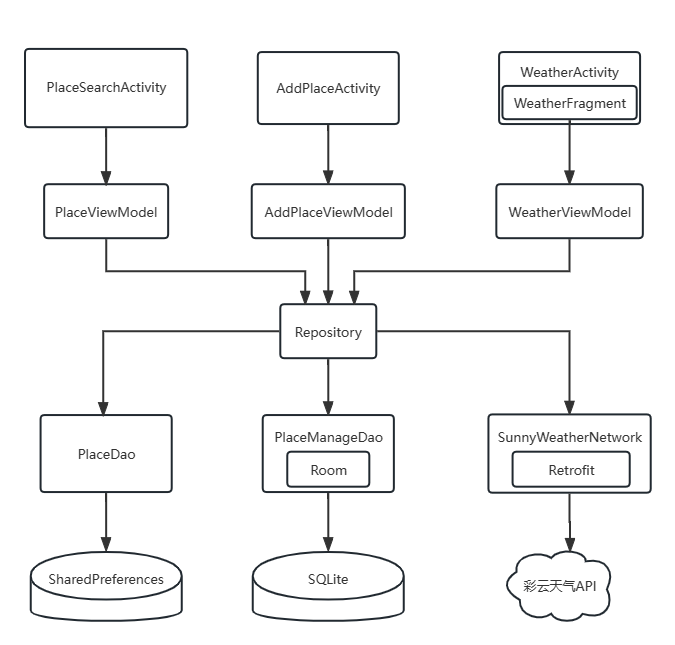 PlaceSearchActivity
AddPlaceActivity
WeatherActivity
WeatherFragment
PlaceViewModel
AddPlaceViewModel
WeatherViewModel
Repository
PlaceDao
PlaceManageDao
Room
SunnyWeatherNetwork
Retrofit
SharedPreferences
SQLite
彩云天气API